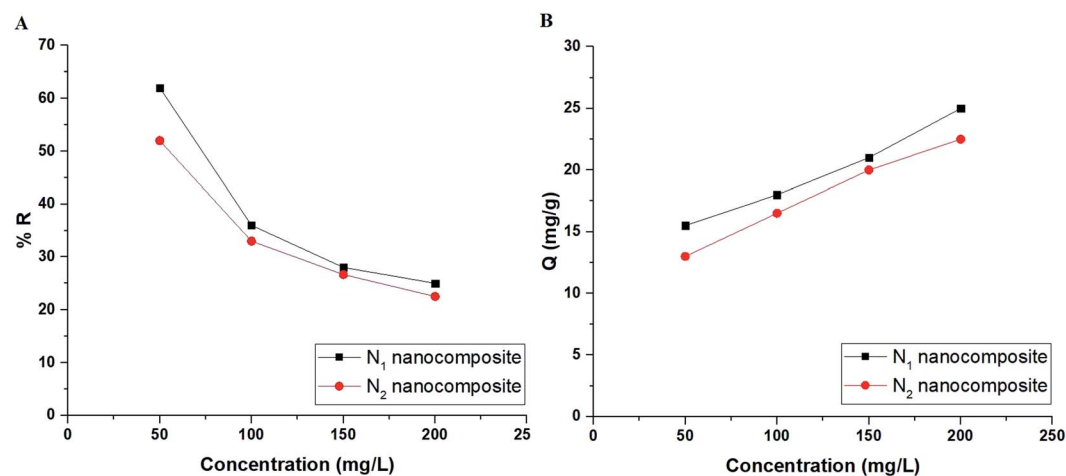 A
70
60
50
40
30
20
10
0
% R
0 50 100 150 200 25
Concentration (mg/L)
N₁ nanocomposite
N₂ nanocomposite
B
30
25
20
15
10
5
0
Q (mg/g)
0 50 100 150 200 250
Concentration (mg/L)
N₁ nanocomposite
N₂ nanocomposite